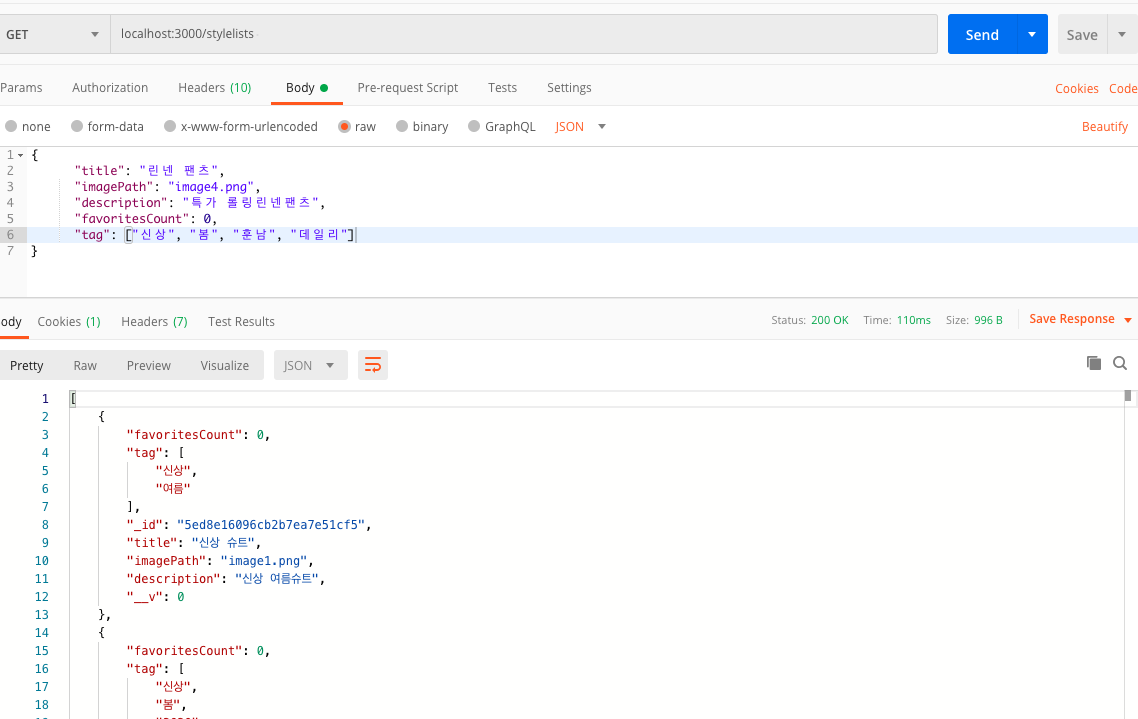 GET localhost:3000/stylelists Send Save
Params Authorization Headers (10) Body Pre-request Script Tests Settings Cookies Code
none form-data x-www-form-urlencoded raw binary GraphQL JSON Beautify
1 {
2 "title": "린넨 팬츠",
3 "imagePath": "image4.png",
4 "description": "특가 롤링린넨팬츠",
5 "favoritesCount": 0,
6 "tag": ["신상", "봄", "훈남", "데일리"]
7 }
ody Cookies (1) Headers (7) Test Results Status: 200 OK Time: 110ms Size: 996 B Save Response
Pretty Raw Preview Visualize JSON
1 [
2 {
3 "favoritesCount": 0,
4 "tag": [
5 "신상",
6 "여름"
7 ],
8 "_id": "5ed8e16096cb2b7ea7e51cf5",
9 "title": "신상 슈트",
10 "imagePath": "image1.png",
11 "description": "신상 여름슈트",
12 "__v": 0
13 },
14 {
15 "favoritesCount": 0,
16 "tag": [
17 "신상",
18 "봄",